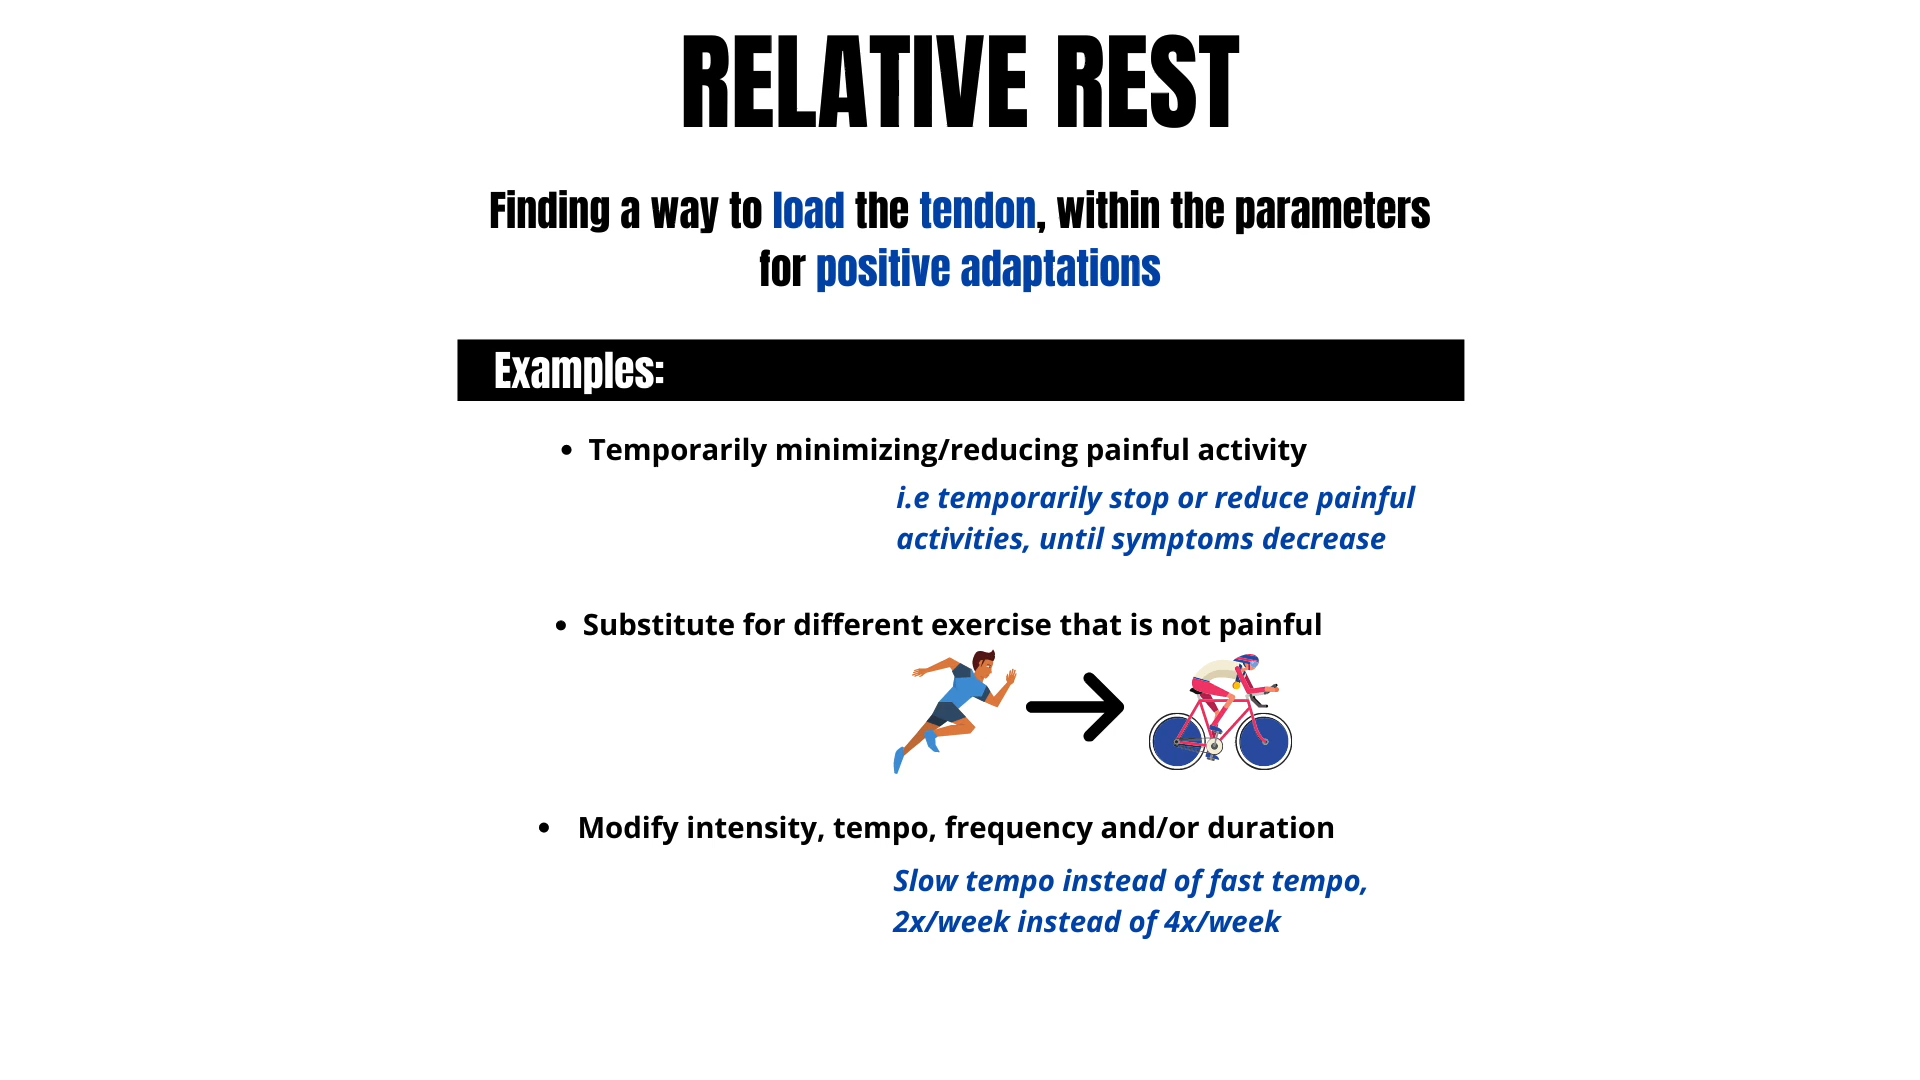 RELATIVE REST
Finding a way to load the tendon, within the parameters
for positive adaptations
Examples:
• Temporarily minimizing/reducing painful activity
i.e temporarily stop or reduce painful
activities, until symptoms decrease
• Substitute for different exercise that is not painful
• Modify intensity, tempo, frequency and/or duration
Slow tempo instead of fast tempo,
2x/week instead of 4x/week